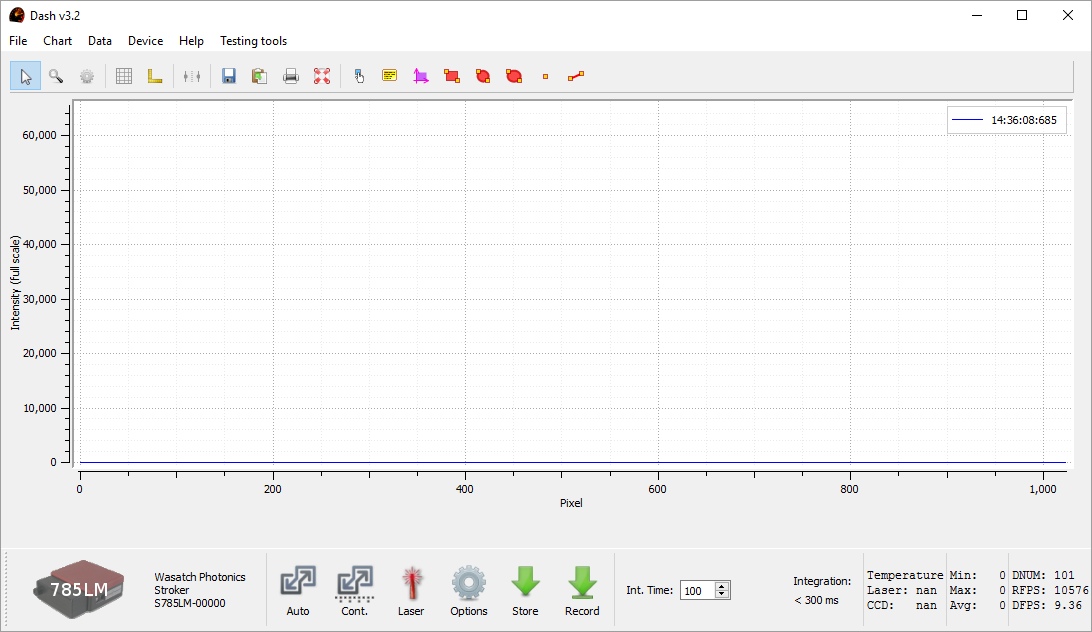 Dash v3.2
File Chart Data Device Help Testing tools
14:36:08:685
60,000
50,000
40,000
30,000
20,000
10,000
0
Intensity (full scale)
0 200 400 600 800 1,000
Pixel
785LM
Wasatch Photonics
Stroker
S785LM-00000
Auto
Cont.
Laser
Options
Store
Record
Int. Time: 100
Integration:
< 300 ms
Temperature
Laser: nan
CCD: nan
Min: 0
Max: 0
Avg: 0
DNUM: 101
RFPS: 10576
DFPS: 9.36